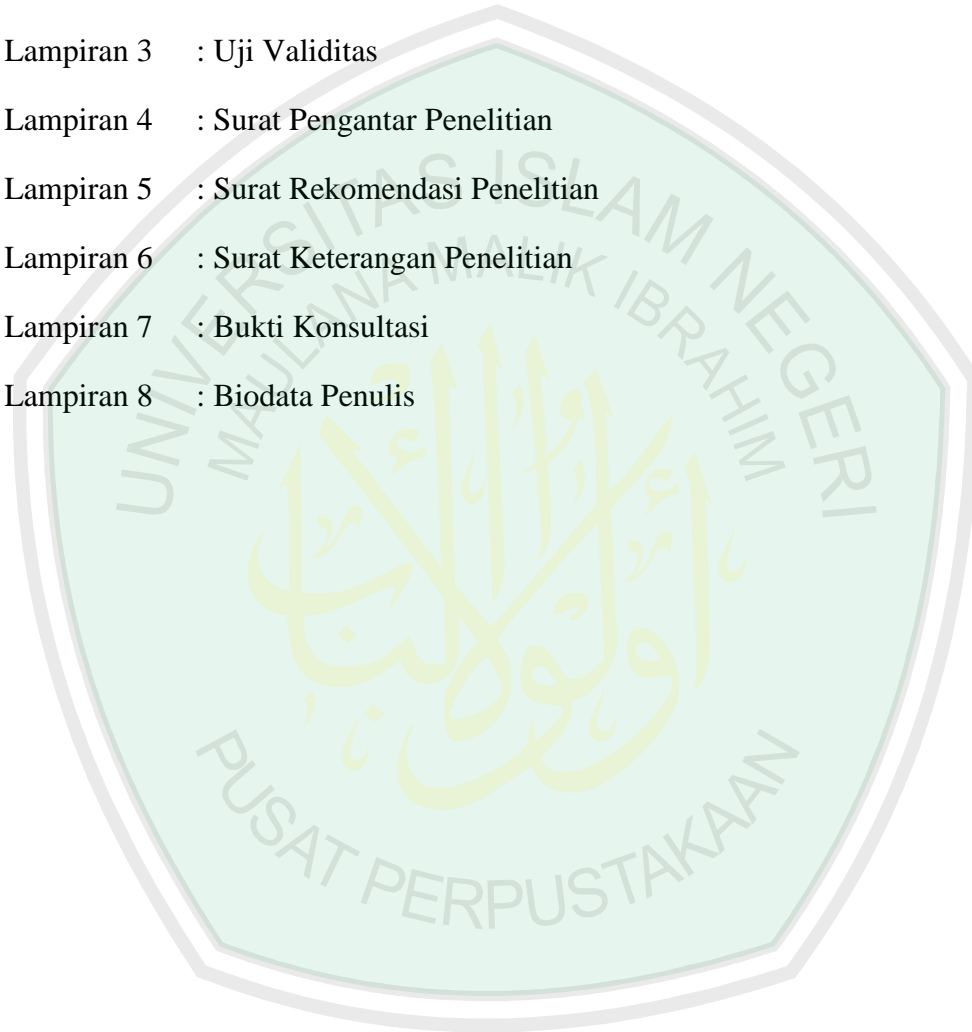 Lampiran 3 : Uji Validitas
Lampiran 4 : Surat Pengantar Penelitian
Lampiran 5 : Surat Rekomendasi Penelitian
Lampiran 6 : Surat Keterangan Penelitian
Lampiran 7 : Bukti Konsultasi
Lampiran 8 : Biodata Penulis
UNIVERSITAS ISLAM NEGERI
MAULANA MALIK IBRAHIM
PUSAT PERPUSTAKAAN